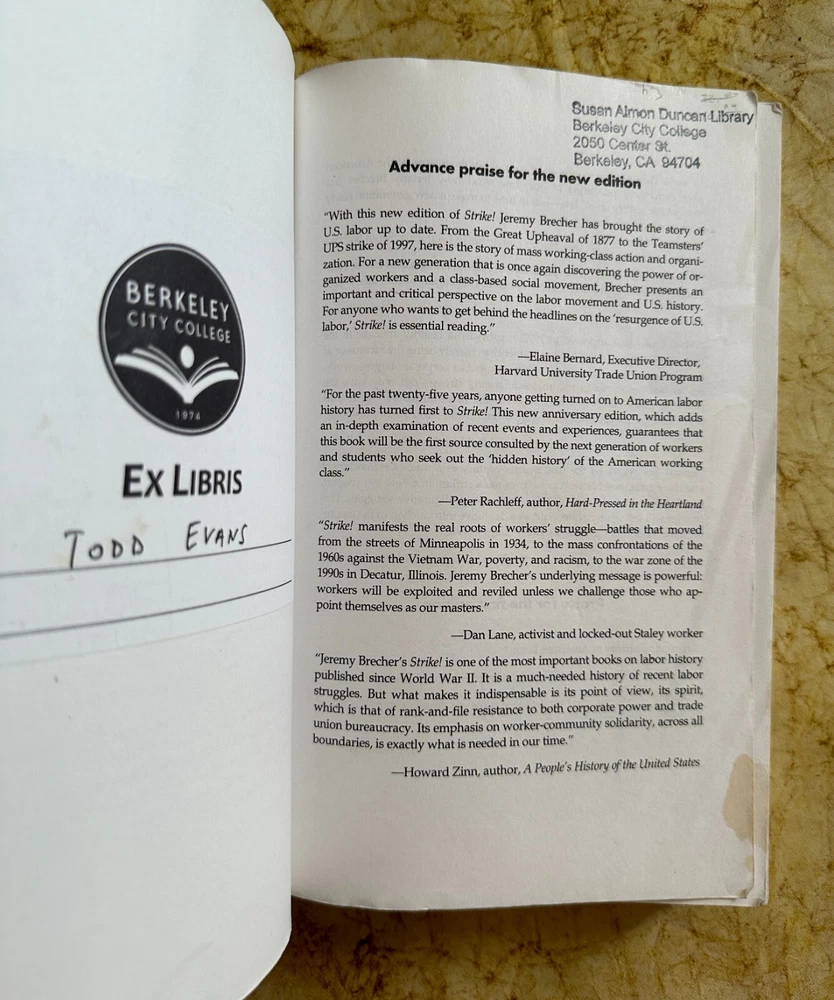 BERKELEY
CITY COLLEGE
1974
EX LIBRIS
TODD EVANS
Susan Almon Duncan Library
Berkeley City College
2050 Center St.
Berkeley, CA 94704
Advance praise for the new edition
"With this new edition of Strike! Jeremy Brecher has brought the story of
U.S. labor up to date. From the Great Upheaval of 1877 to the Teamsters'
UPS strike of 1997, here is the story of mass working-class action and organi-
zation. For a new generation that is once again discovering the power of or-
ganized workers and a class-based social movement, Brecher presents an
important and critical perspective on the labor movement and U.S. history.
For anyone who wants to get behind the headlines on the 'resurgence of U.S.
labor,' Strike! is essential reading."
—Elaine Bernard, Executive Director,
Harvard University Trade Union Program
"For the past twenty-five years, anyone getting turned on to American labor
history has turned first to Strike! This new anniversary edition, which adds
an in-depth examination of recent events and experiences, guarantees that
this book will be the first source consulted by the next generation of workers
and students who seek out the 'hidden history' of the American working
class."
—Peter Rachleff, author, Hard-Pressed in the Heartland
"Strike! manifests the real roots of workers' struggle—battles that moved
from the streets of Minneapolis in 1934, to the mass confrontations of the
1960s against the Vietnam War, poverty, and racism, to the war zone of the
1990s in Decatur, Illinois. Jeremy Brecher's underlying message is powerful:
workers will be exploited and reviled unless we challenge those who ap-
point themselves as our masters."
—Dan Lane, activist and locked-out Staley worker
"Jeremy Brecher's Strike! is one of the most important books on labor history
published since World War II. It is a much-needed history of recent labor
struggles. But what makes it indispensable is its point of view, its spirit,
which is that of rank-and-file resistance to both corporate power and trade
union bureaucracy. Its emphasis on worker-community solidarity, across all
boundaries, is exactly what is needed in our time."
—Howard Zinn, author, A People's History of the United States